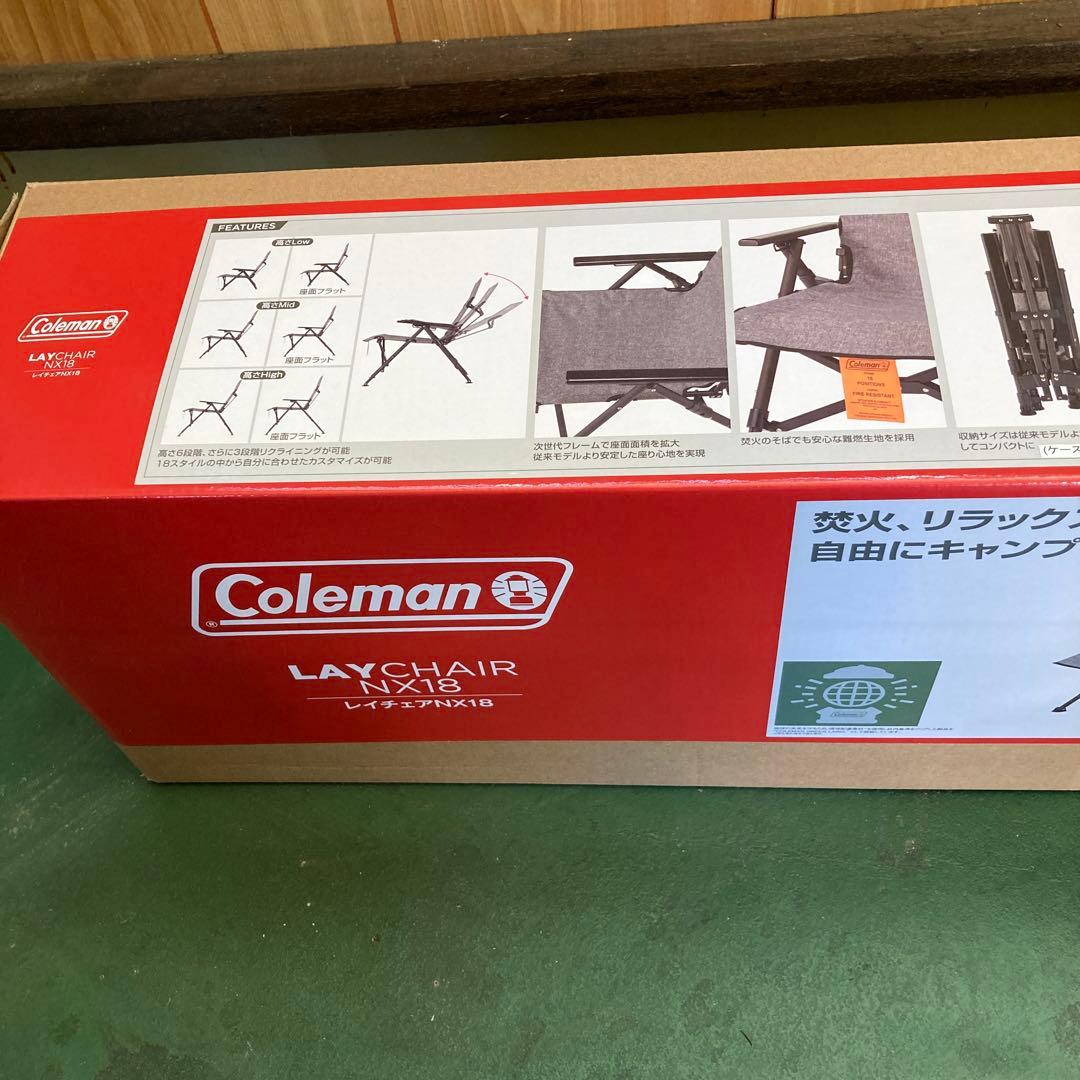 FEATURES
高さLow
座面フラット
高さMid
座面フラット
高さHigh
座面フラット
高さ6段階、さらに3段階リクライニングが可能
18スタイルの中から自分に合わせたカスタマイズが可能
次世代フレームで座面面積を拡大
従来モデルより安定した座り心地を実現
Coleman
18
POSITIONS
FIRE RESISTANT
焚火のそばでも安心な難燃生地を採用
収納サイズは従来モデルよ
してコンパクトに (ケース
Coleman
LAYCHAIR
NX18
レイチェアNX18
Coleman
®
LAYCHAIR
NX18
レイチェアNX18
焚火、リラックス
自由にキャンプ
Coleman